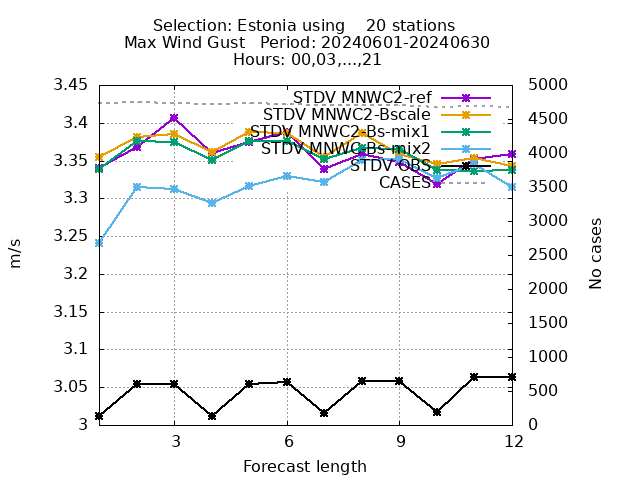 Selection: Estonia using 20 stations
Max Wind Gust Period: 20240601-20240630
Hours: 00,03,...,21
3.45
3.4
3.35
3.3
3.25
3.2
3.15
3.1
3.05
3
m/s
STDV MNWC2-ref
STDV MNWC2-Bscale
STDV MNWC2-Bs-mix1
STDV MNWC2-Bs-mix2
STDV OBS
CASES
5000
4500
4000
3500
3000
2500
2000
1500
1000
500
0
No cases
3 6 9 12
Forecast length